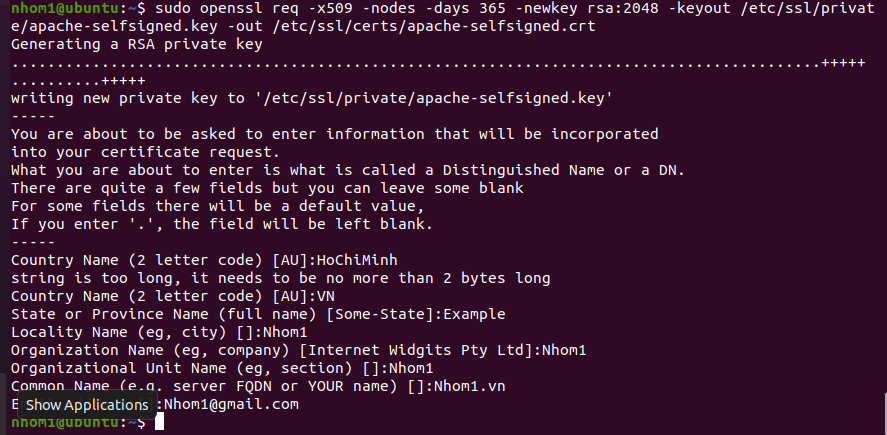 nhom1@ubuntu:~$ sudo openssl req -x509 -nodes -days 365 -newkey rsa:2048 -keyout /etc/ssl/privat
e/apache-selfsigned.key -out /etc/ssl/certs/apache-selfsigned.crt
Generating a RSA private key
..........................................................................................+++++
..........+++++
writing new private key to '/etc/ssl/private/apache-selfsigned.key'
-----
You are about to be asked to enter information that will be incorporated
into your certificate request.
What you are about to enter is what is called a Distinguished Name or a DN.
There are quite a few fields but you can leave some blank
For some fields there will be a default value,
If you enter '.', the field will be left blank.
-----
Country Name (2 letter code) [AU]:HoChiMinh
string is too long, it needs to be no more than 2 bytes long
Country Name (2 letter code) [AU]:VN
State or Province Name (full name) [Some-State]:Example
Locality Name (eg, city) []:Nhom1
Organization Name (eg, company) [Internet Widgits Pty Ltd]:Nhom1
Organizational Unit Name (eg, section) []:Nhom1
Common Name (e.g. server FQDN or YOUR name) []:Nhom1.vn
E Show Applications :Nhom1@gmail.com
nhom1@ubuntu:~$